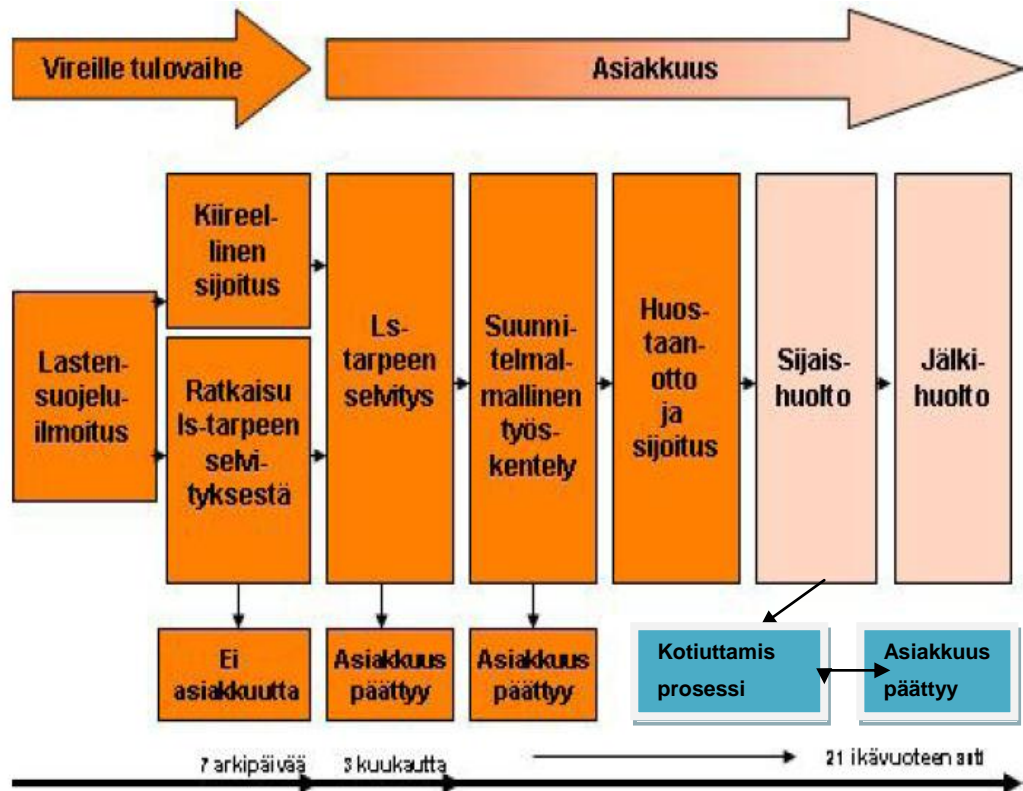 Vireille tulovaihe
Asiakkuus
Lasten-
suojelu-
ilmoitus
Kiireel-
linen
sijoitus
Ratkaisu
ls-tarpeen
selvi-
tyksestä
Ls-
tarpeen
selvitys
Suunni-
telmal-
mallinen
työs-
kentely
Huos-
taan-
otto
ja
sijoitus
Sijais-
huolto
Jälki-
huolto
Ei
asiakkuutta
Asiakkuus
päättyy
Asiakkuus
päättyy
Kotiuttamis
prosessi
Asiakkuus
päättyy
7 arkipäivää
3 kuukautta
21 ikävuoteen